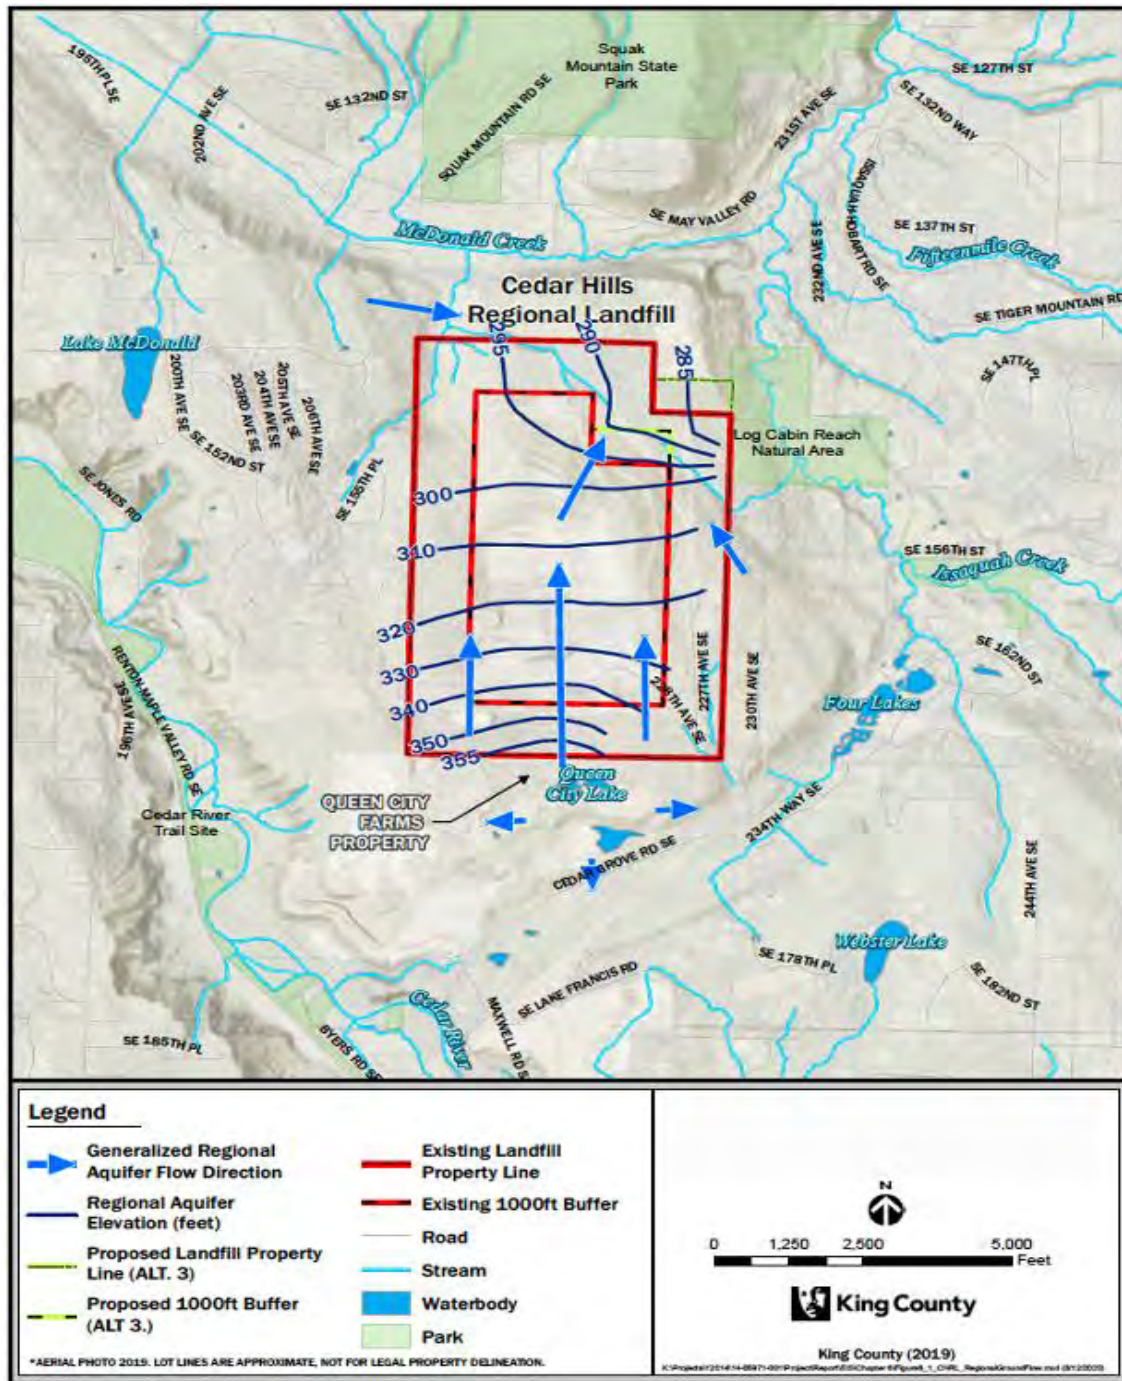 Squak
Mountain State
Park
195TH PL SE
202ND AVE SE
SE 132ND ST
SQUAK MOUNTAIN RD SE
231ST AVE SE
SE 127TH ST
SE 132ND WAY
ISSAQUAH HOBART RD SE
SE MAY VALLEY RD
SE 137TH ST
232ND AVE SE
McDonald Creek
Fifteenmile Creek
Cedar Hills
Regional Landfill
SE TIGER MOUNTAIN RD
SE 147TH PL
Lake McDonald
200TH AVE SE
203RD AVE SE
204TH AVE SE
205TH AVE SE
206TH AVE SE
SE 152ND ST
SE 155TH PL
SE JONES RD
295
290
285
Log Cabin Reach
Natural Area
300
310
320
330
340
350
355
SE 156TH ST
Issaquah Creek
SE 162ND ST
227TH AVE SE
228TH AVE SE
230TH AVE SE
Four Lakes
RENTON-MAPLE VALLEY RD SE
196TH AVE SE
Queen
City Lake
QUEEN CITY
FARMS
PROPERTY
Cedar River
Trail Site
234TH WAY SE
CEDAR GROVE RD SE
244TH AVE SE
Webster Lake
SE 178TH PL
SE 182ND ST
SE LAKE FRANCIS RD
MAXWELL RD S
Cedar River
SE 185TH PL
BYERS RD SE
Legend
Generalized Regional
Aquifer Flow Direction
Regional Aquifer
Elevation (feet)
Proposed Landfill Property
Line (ALT. 3)
Proposed 1000ft Buffer
(ALT 3.)
Existing Landfill
Property Line
Existing 1000ft Buffer
Road
Stream
Waterbody
Park
*AERIAL PHOTO 2019. LOT LINES ARE APPROXIMATE, NOT FOR LEGAL PROPERTY DELINEATION.
N
0 1,250 2,500 5,000
Feet
King County
King County (2019)